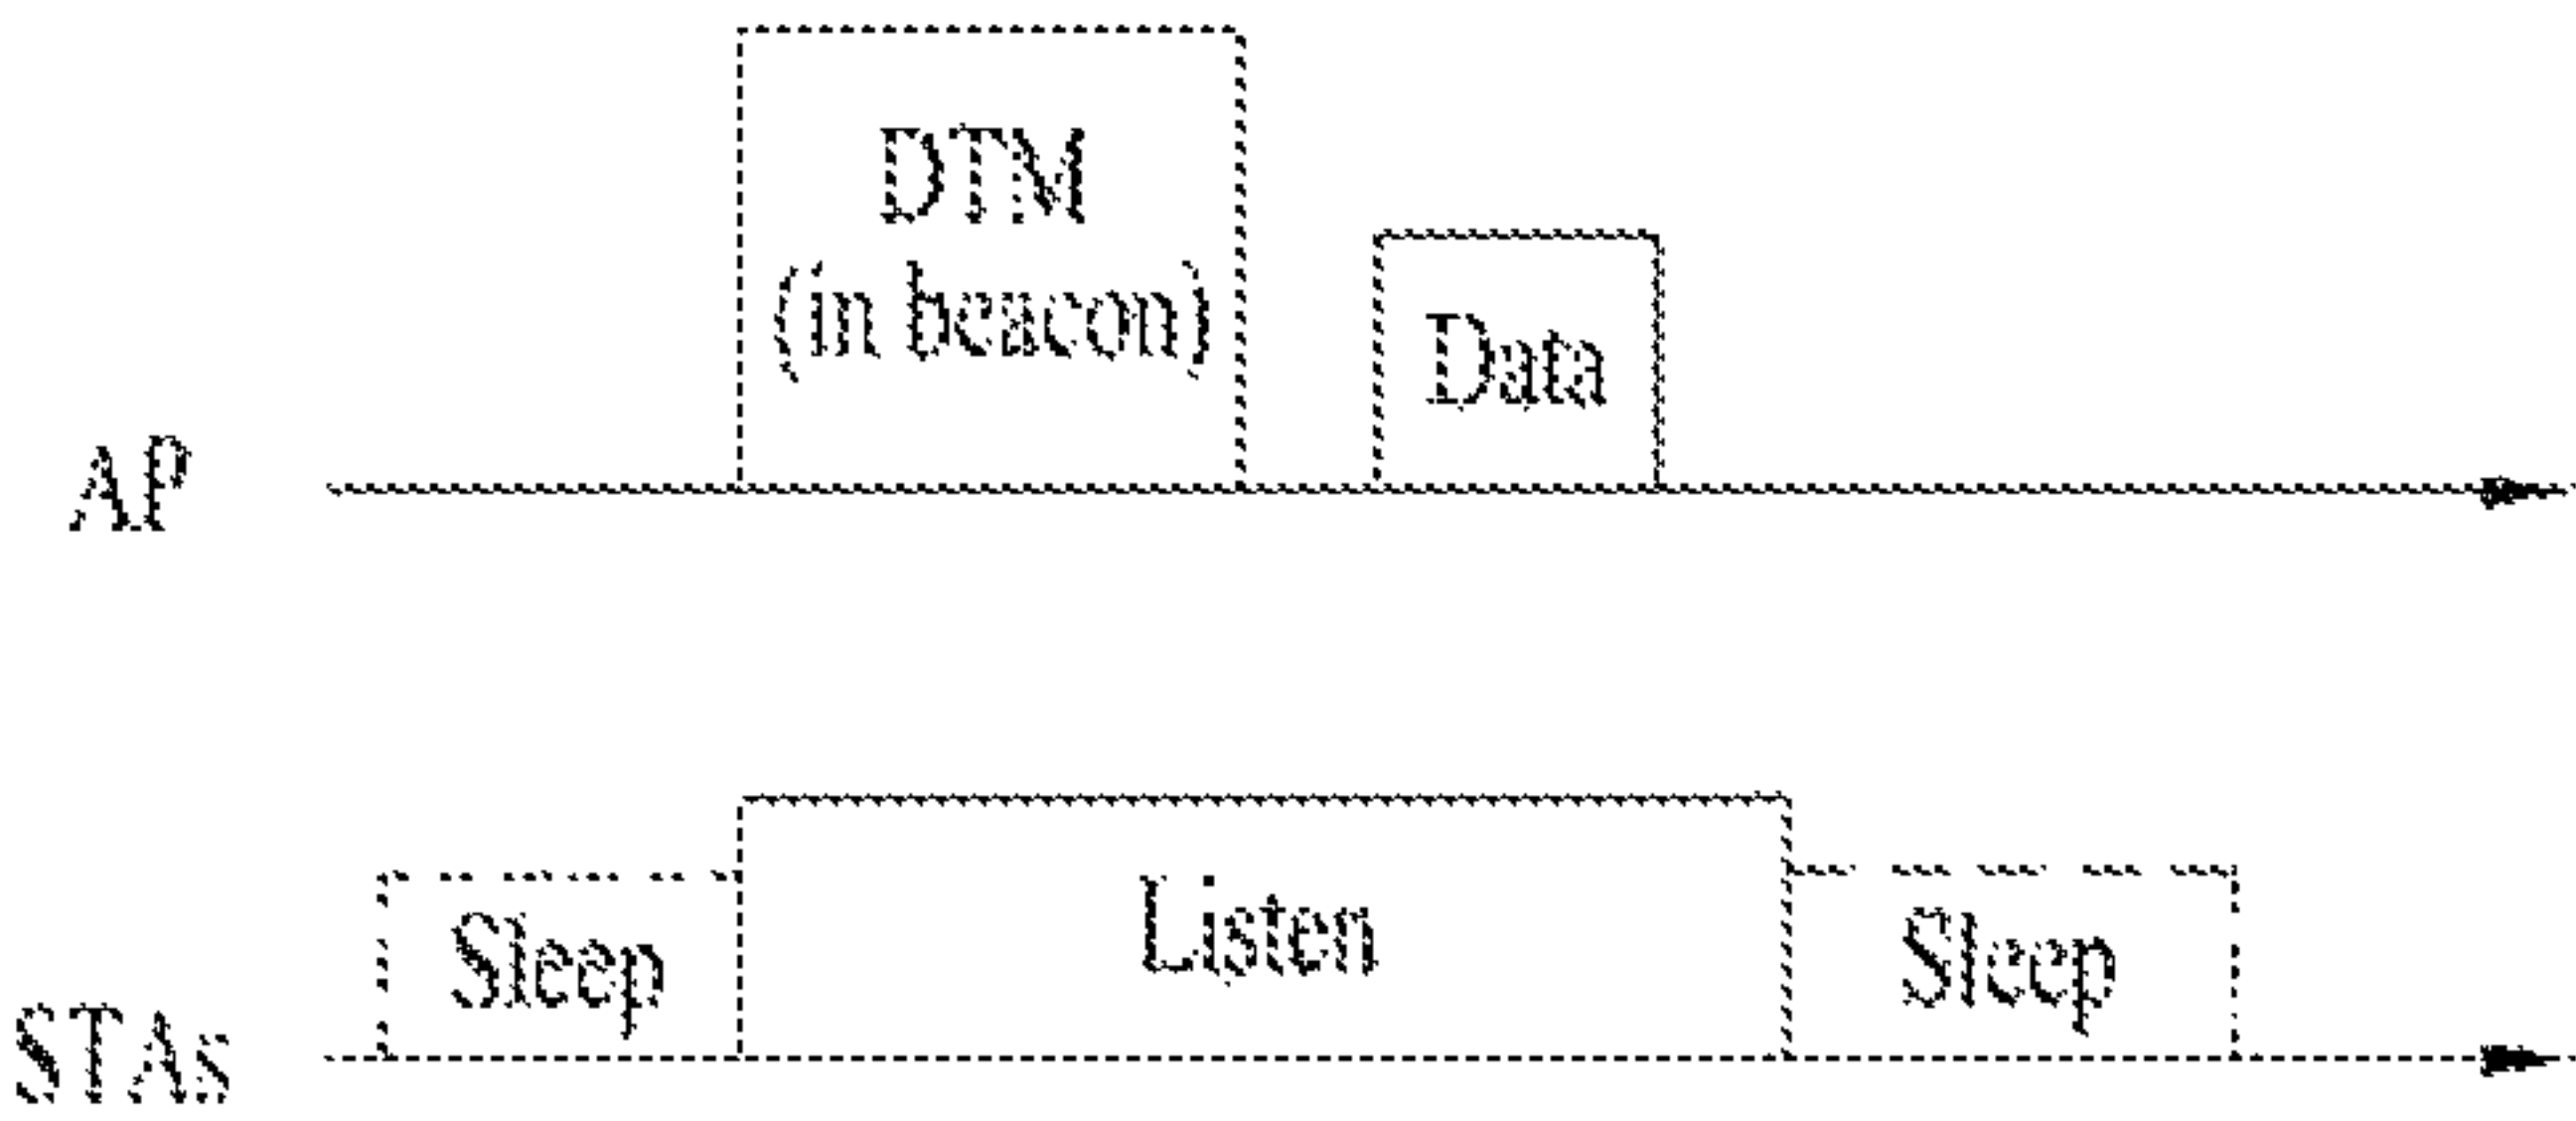 DTM
(in beacon)
Data
AP
Sleep
Listen
Sleep
STAs